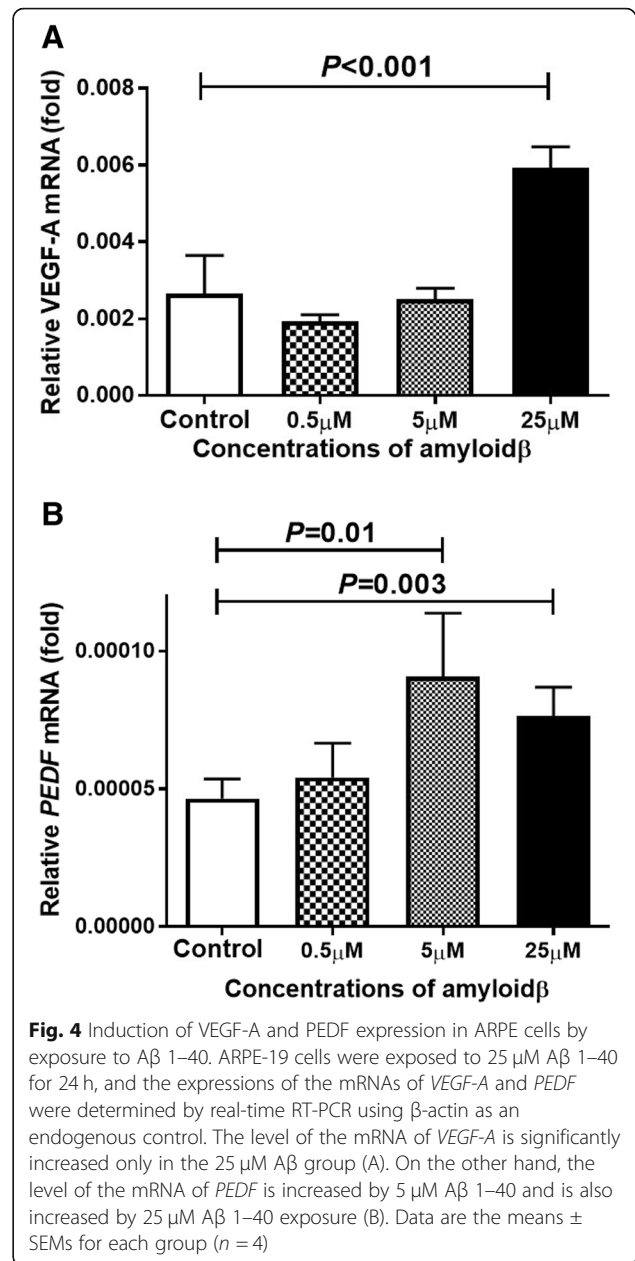 A
P<0.001
0.008
0.006
0.004
0.002
0.000
Relative VEGF-A mRNA (fold)
Control 0.5μM 5μM 25μM
Concentrations of amyloidβ
B
P=0.01
P=0.003
0.00010
0.00005
0.00000
Relative PEDF mRNA (fold)
Control 0.5μM 5μM 25μM
Concentrations of amyloidβ
Fig. 4 Induction of VEGF-A and PEDF expression in ARPE cells by
exposure to Aβ 1–40. ARPE-19 cells were exposed to 25 μM Aβ 1–40
for 24 h, and the expressions of the mRNAs of VEGF-A and PEDF
were determined by real-time RT-PCR using β-actin as an
endogenous control. The level of the mRNA of VEGF-A is significantly
increased only in the 25 μM Aβ group (A). On the other hand, the
level of the mRNA of PEDF is increased by 5 μM Aβ 1–40 and is also
increased by 25 μM Aβ 1–40 exposure (B). Data are the means ±
SEMs for each group (n = 4)